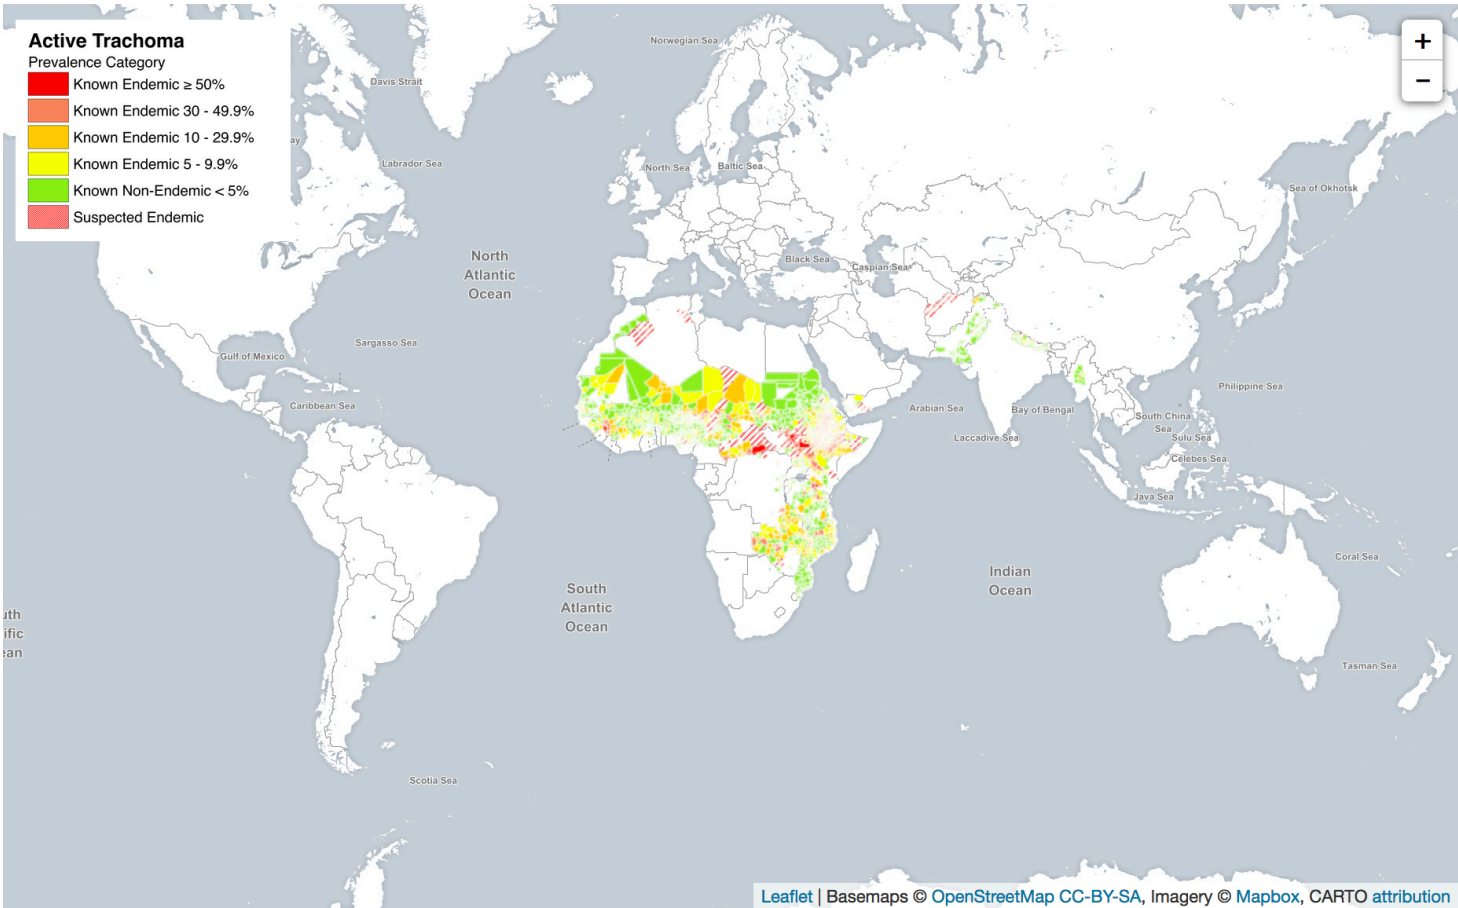 Active Trachoma
Prevalence Category
Known Endemic ≥ 50%
Known Endemic 30 - 49.9%
Known Endemic 10 - 29.9%
Known Endemic 5 - 9.9%
Known Non-Endemic < 5%
Suspected Endemic
+
−
Norwegian Sea
Davis Strait
ay
Labrador Sea
North Sea
Baltic Sea
Sea of Okhotsk
North
Atlantic
Ocean
Black Sea
Caspian Sea
Sargasso Sea
Gulf of Mexico
Caribbean Sea
Arabian Sea
Bay of Bengal
Laccadive Sea
Philippine Sea
South China
Sea
Sulu Sea
Celebes Sea
Java Sea
Coral Sea
Indian
Ocean
South
Atlantic
Ocean
uth
ific
ean
Tasman Sea
Scotia Sea
Leaflet | Basemaps © OpenStreetMap CC-BY-SA, Imagery © Mapbox, CARTO attribution